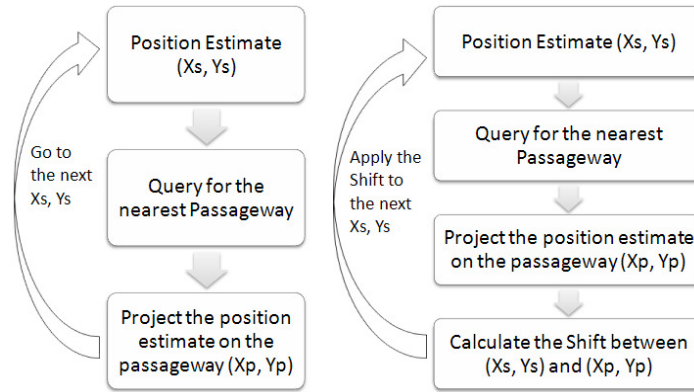 Position Estimate
(Xs, Ys)
Go to
the next
Xs, Ys
Query for the
nearest Passageway
Project the position
estimate on the
passageway (Xp, Yp)
Position Estimate (Xs, Ys)
Query for the nearest
Passageway
Apply the
Shift to
the next
Xs, Ys
Project the position estimate
on the passageway (Xp, Yp)
Calculate the Shift between
(Xs, Ys) and (Xp, Yp)